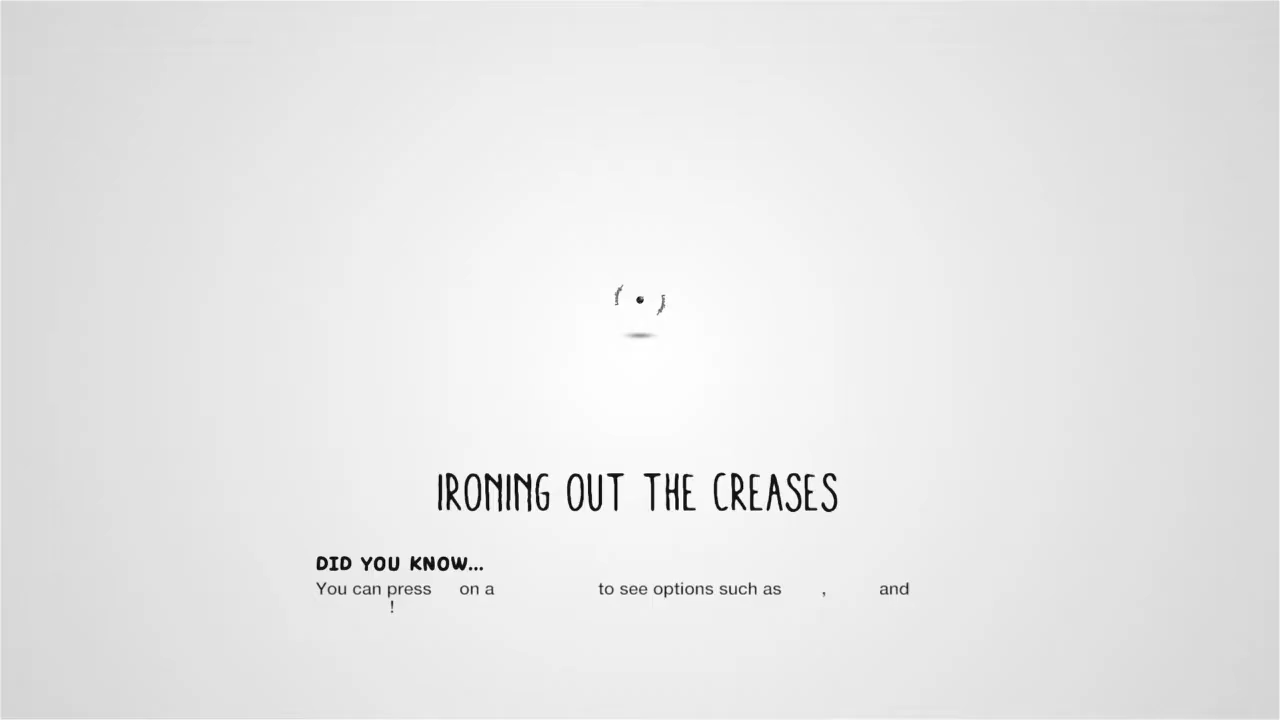 IRONING OUT THE CREASES
DID YOU KNOW...
You can press on a to see options such as , and
!